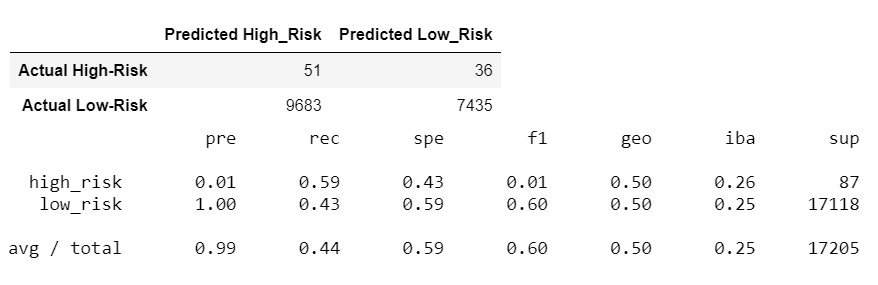 Predicted High_Risk Predicted Low_Risk
Actual High-Risk 51 36
Actual Low-Risk 9683 7435
pre rec spe f1 geo iba sup
high_risk 0.01 0.59 0.43 0.01 0.50 0.26 87
low_risk 1.00 0.43 0.59 0.60 0.50 0.25 17118
avg / total 0.99 0.44 0.59 0.60 0.50 0.25 17205